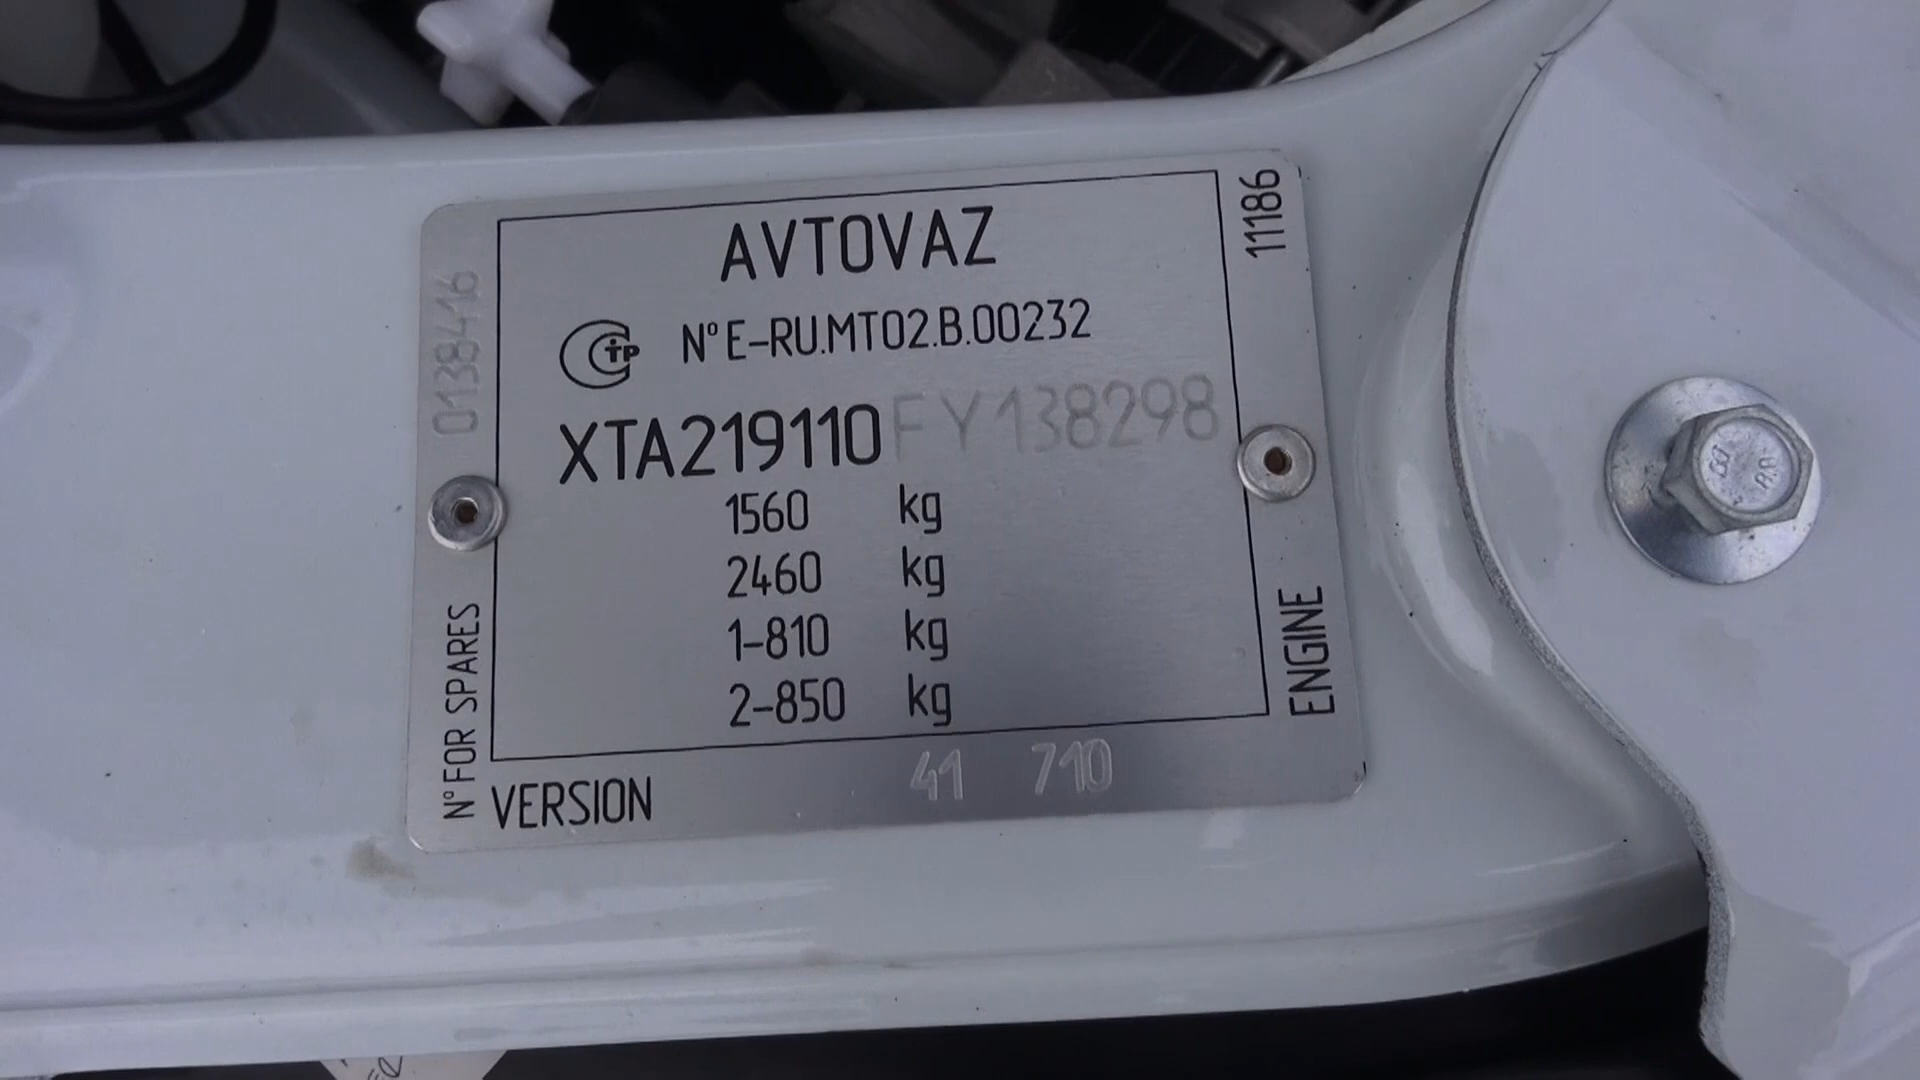 AVTOVAZ
N° E-RU.MT02.B.00232
XTA219110FY138298
1560 kg
2460 kg
1-810 kg
2-850 kg
N° FOR SPARES 0138416
VERSION 41 710
ENGINE 11186